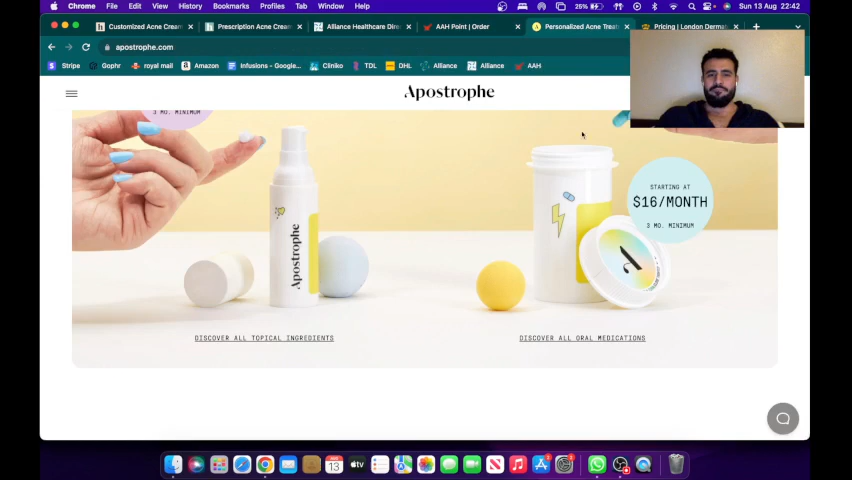 Chrome File Edit View History Bookmarks Profiles Tab Window Help
25% Sun 13 Aug 22:42
Customized Acne Cream
Prescription Acne Cream
Alliance Healthcare Dire
AAH Point | Order
Personalized Acne Treat
Pricing | London Dermat
apostrophe.com
Stripe Gophr royal mail Amazon Infusions - Google... Cliniko TDL DHL Alliance Alliance AAH
Apostrophe
3 MO. MINIMUM
STARTING AT
$16/MONTH
3 MO. MINIMUM
Apostrophe
DISCOVER ALL TOPICAL INGREDIENTS
DISCOVER ALL ORAL MEDICATIONS